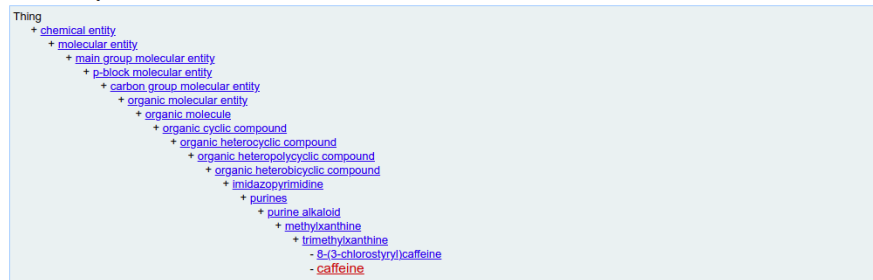 Thing
+ chemical entity
+ molecular entity
+ main group molecular entity
+ p-block molecular entity
+ carbon group molecular entity
+ organic molecular entity
+ organic molecule
+ organic cyclic compound
+ organic heterocyclic compound
+ organic heteropolycyclic compound
+ organic heterobicyclic compound
+ imidazopyrimidine
+ purines
+ purine alkaloid
+ methylxanthine
+ trimethylxanthine
- 8-(3-chlorostyryl)caffeine
- caffeine